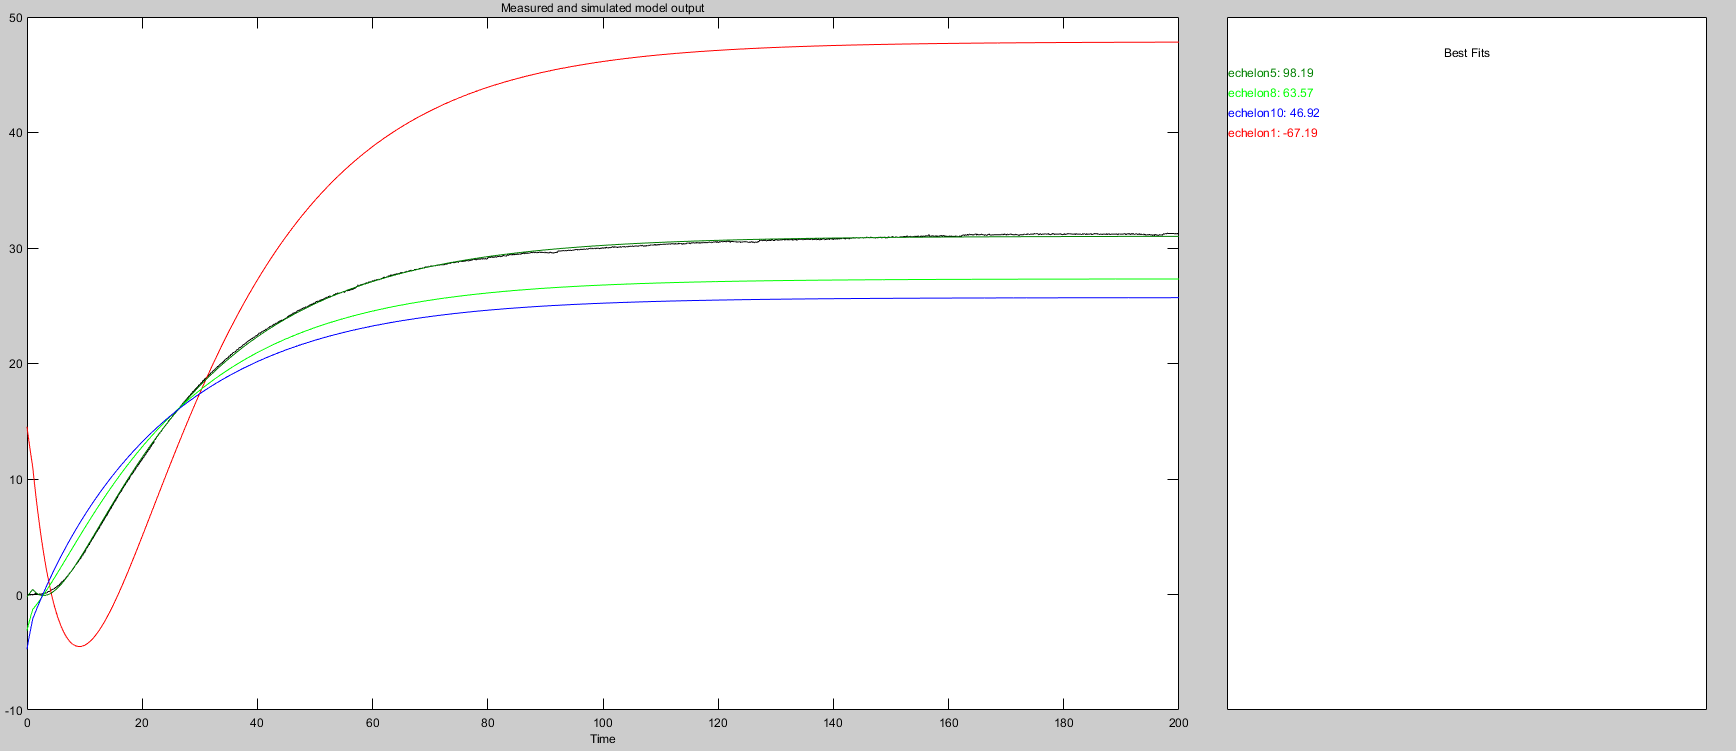 Measured and simulated model output
50
40
30
20
10
0
-10
0 20 40 60 80 100 120 140 160 180 200
Time
Best Fits
echelon5: 98.19
echelon8: 63.57
echelon10: 46.92
echelon1: -67.19